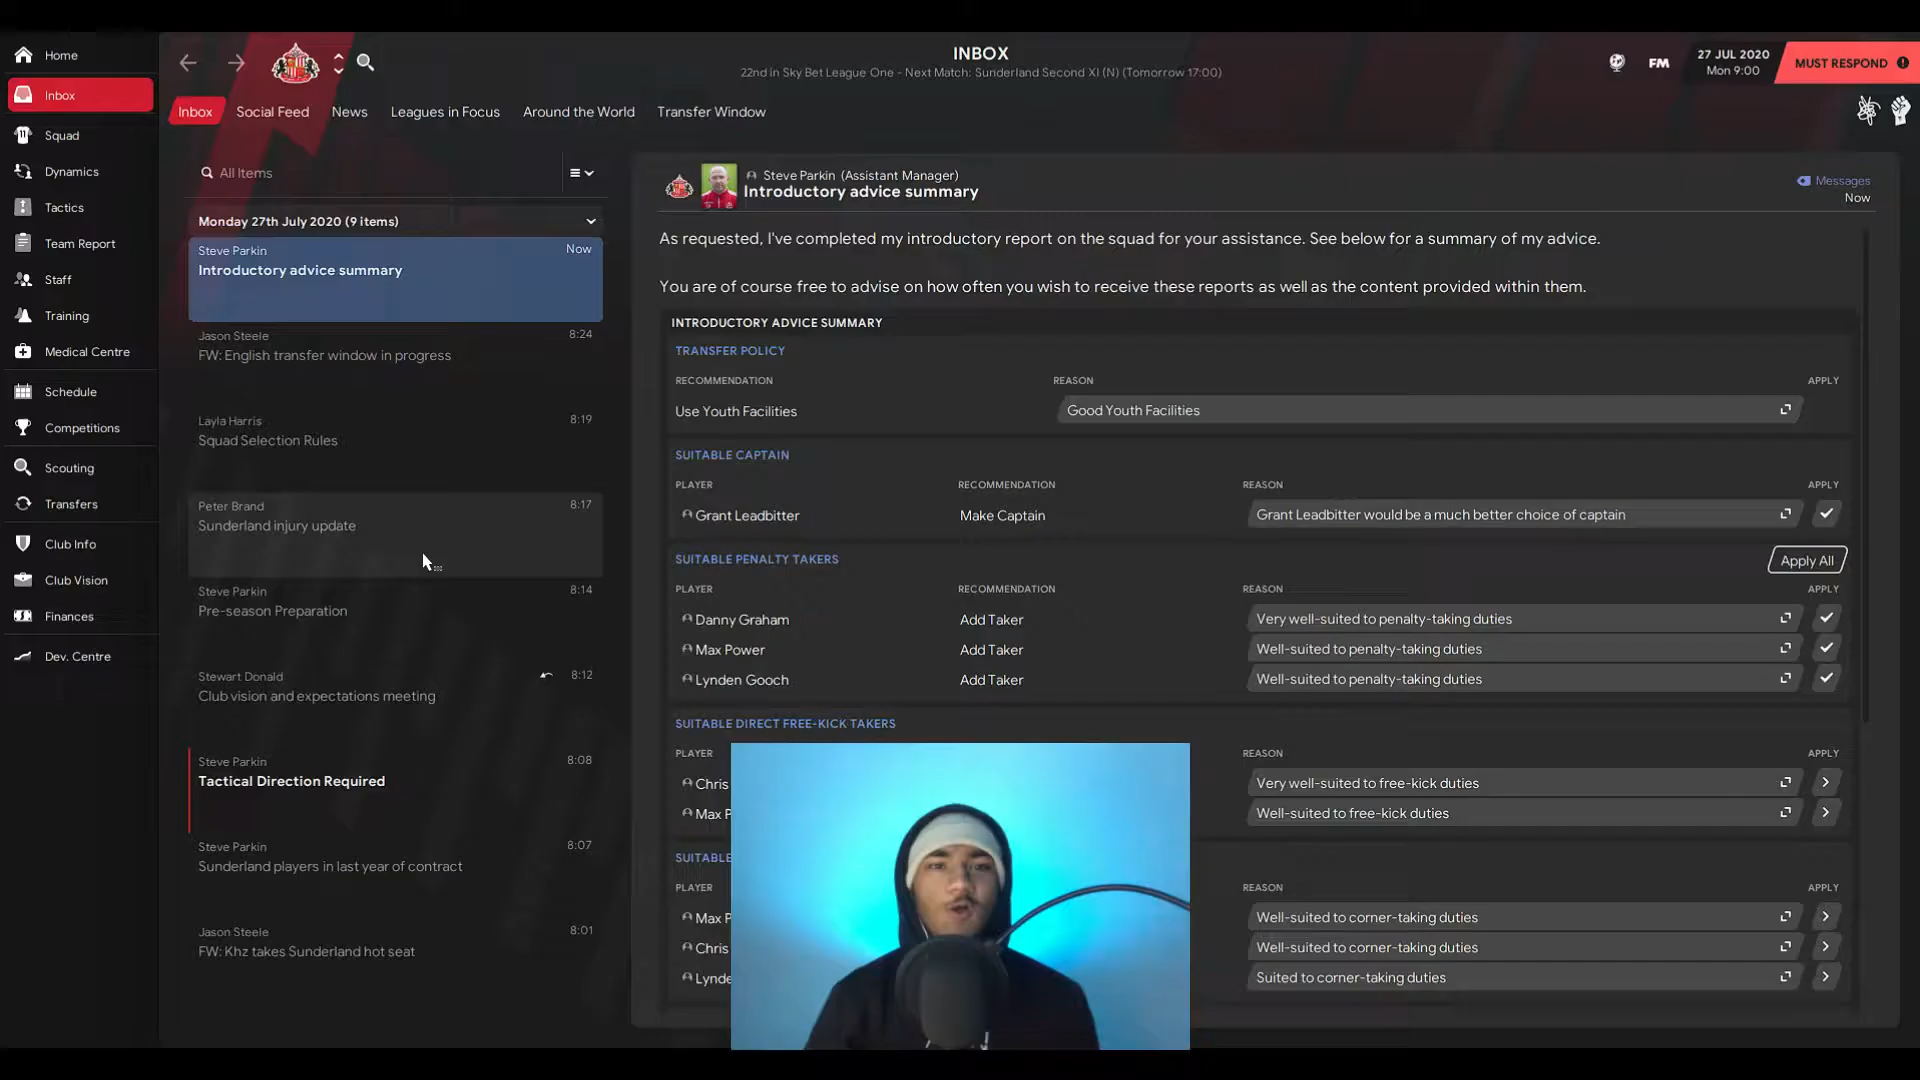 Home
INBOX
22nd in Sky Bet League One - Next Match: Sunderland Second XI (N) (Tomorrow 17:00)
FM
27 JUL 2020
Mon 9:00
MUST RESPOND
Inbox
Squad
Dynamics
Tactics
Team Report
Staff
Training
Medical Centre
Schedule
Competitions
Scouting
Transfers
Club Info
Club Vision
Finances
Dev. Centre
Inbox
Social Feed
News
Leagues in Focus
Around the World
Transfer Window
All Items
Monday 27th July 2020 (9 items)
Steve Parkin
Now
Introductory advice summary
Jason Steele
8:24
FW: English transfer window in progress
Layla Harris
8:19
Squad Selection Rules
Peter Brand
8:17
Sunderland injury update
Steve Parkin
8:14
Pre-season Preparation
Stewart Donald
8:12
Club vision and expectations meeting
Steve Parkin
8:08
Tactical Direction Required
Steve Parkin
8:07
Sunderland players in last year of contract
Jason Steele
8:01
FW: Khz takes Sunderland hot seat
Steve Parkin (Assistant Manager)
Introductory advice summary
Messages
Now
As requested, I've completed my introductory report on the squad for your assistance. See below for a summary of my advice.
You are of course free to advise on how often you wish to receive these reports as well as the content provided within them.
INTRODUCTORY ADVICE SUMMARY
TRANSFER POLICY
RECOMMENDATION REASON APPLY
Use Youth Facilities Good Youth Facilities
SUITABLE CAPTAIN
PLAYER RECOMMENDATION REASON APPLY
Grant Leadbitter Make Captain Grant Leadbitter would be a much better choice of captain
SUITABLE PENALTY TAKERS Apply All
PLAYER RECOMMENDATION REASON APPLY
Danny Graham Add Taker Very well-suited to penalty-taking duties
Max Power Add Taker Well-suited to penalty-taking duties
Lynden Gooch Add Taker Well-suited to penalty-taking duties
SUITABLE DIRECT FREE-KICK TAKERS
PLAYER REASON APPLY
Chris Very well-suited to free-kick duties
Max P Well-suited to free-kick duties
SUITABLE
PLAYER REASON APPLY
Max P Well-suited to corner-taking duties
Chris Well-suited to corner-taking duties
Lynde Suited to corner-taking duties